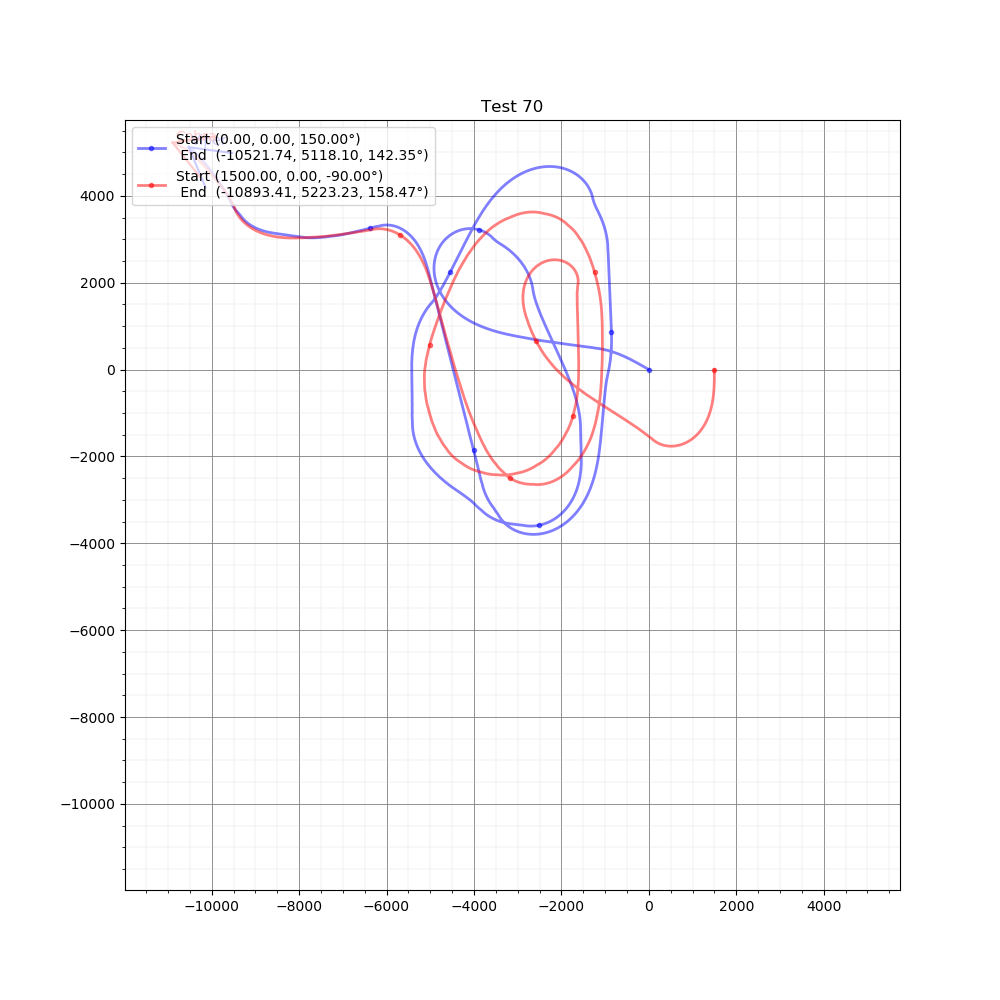 Test 70
Start (0.00, 0.00, 150.00°)
End (-10521.74, 5118.10, 142.35°)
Start (1500.00, 0.00, -90.00°)
End (-10893.41, 5223.23, 158.47°)
4000
2000
0
−2000
−4000
−6000
−8000
−10000
−10000 −8000 −6000 −4000 −2000 0 2000 4000